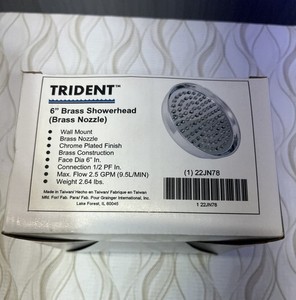 TRIDENT™
6" Brass Showerhead
(Brass Nozzle)
• Wall Mount
• Brass Nozzle
• Chrome Plated Finish
• Brass Construction
• Face Dia 6" In.
• Connection 1/2 PF In.
• Max. Flow 2.5 GPM (9.5L/MIN)
• Weight 2.64 lbs.
Made in Taiwan/ Hecho en Taiwan/ Fabriqué en Taiwan
Mfd. For/ Fab. Para/ Fab. Pour Grainger International, Inc.
Lake Forest, IL 60045
(1) 22JN78
1 22JN78